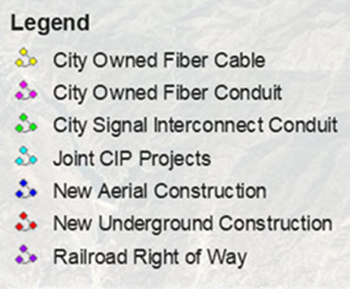 Legend
City Owned Fiber Cable
City Owned Fiber Conduit
City Signal Interconnect Conduit
Joint CIP Projects
New Aerial Construction
New Underground Construction
Railroad Right of Way